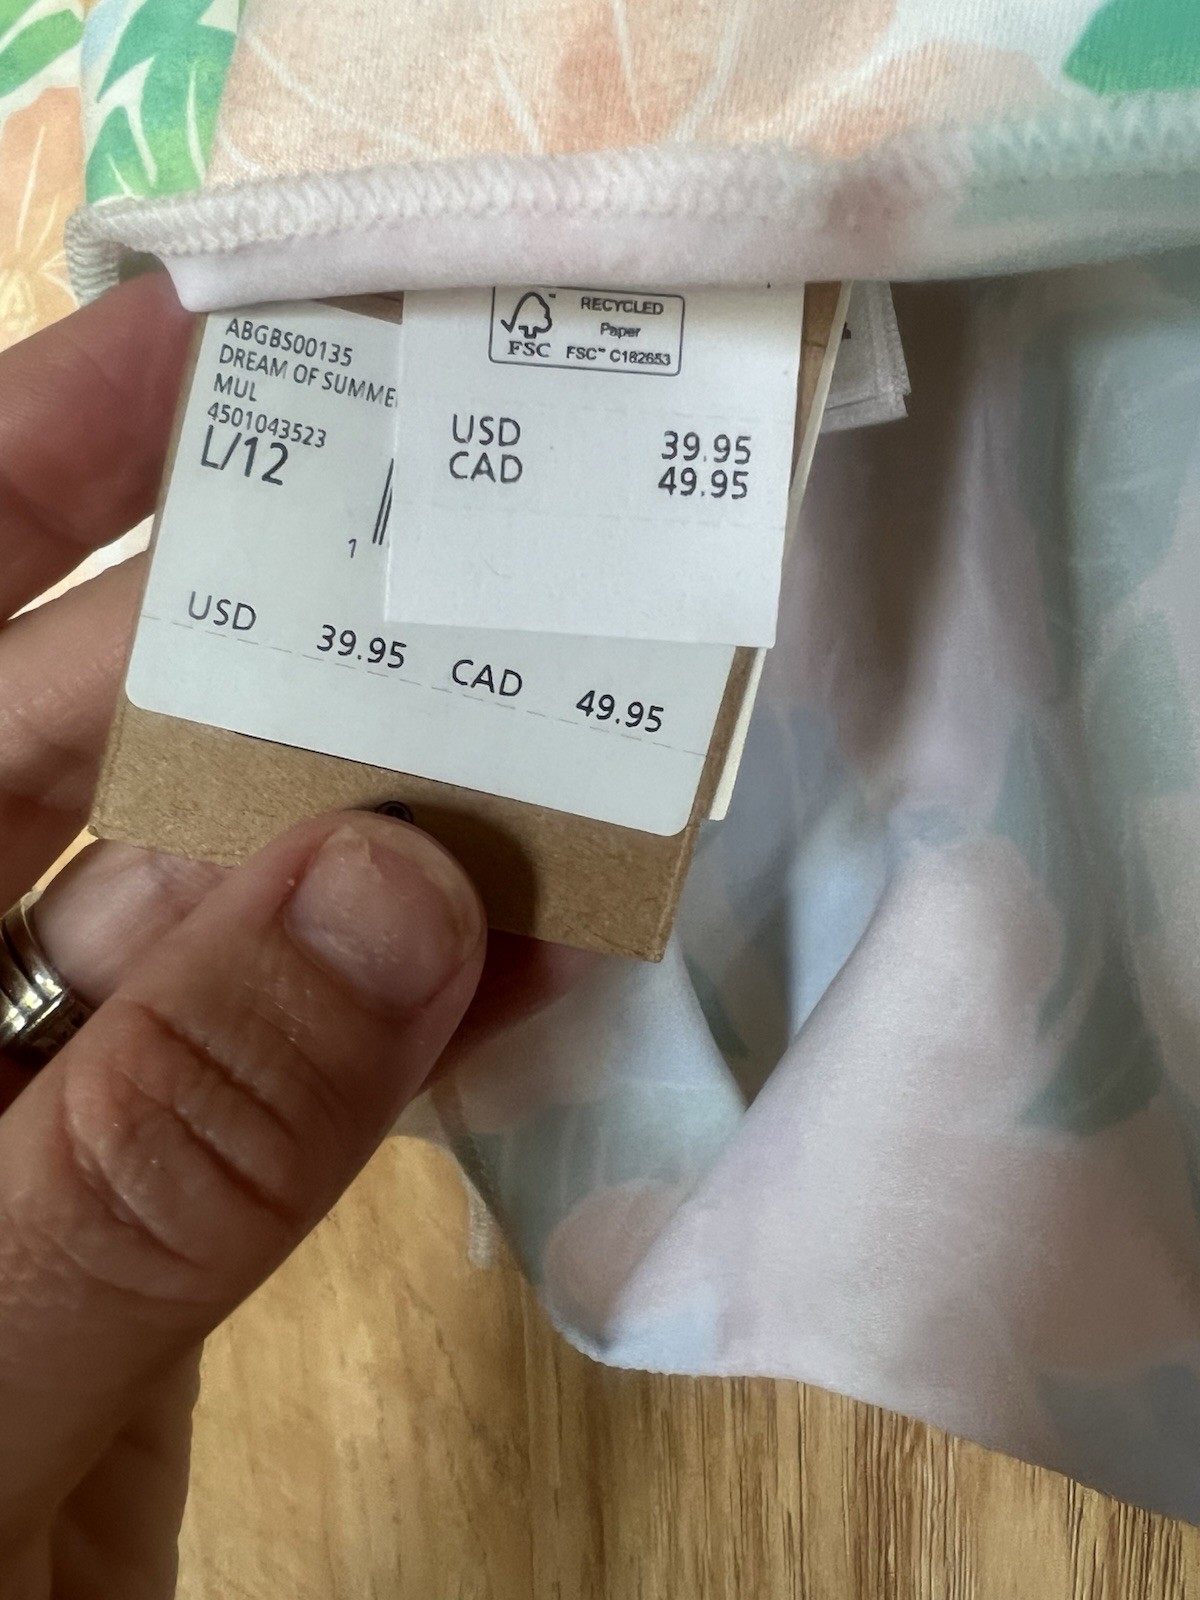 RECYCLED
Paper
FSC™ C182653
FSC
ABGBS00135
DREAM OF SUMME
MUL
4501043523
L/12
1
USD 39.95
CAD 49.95
USD 39.95 CAD 49.95